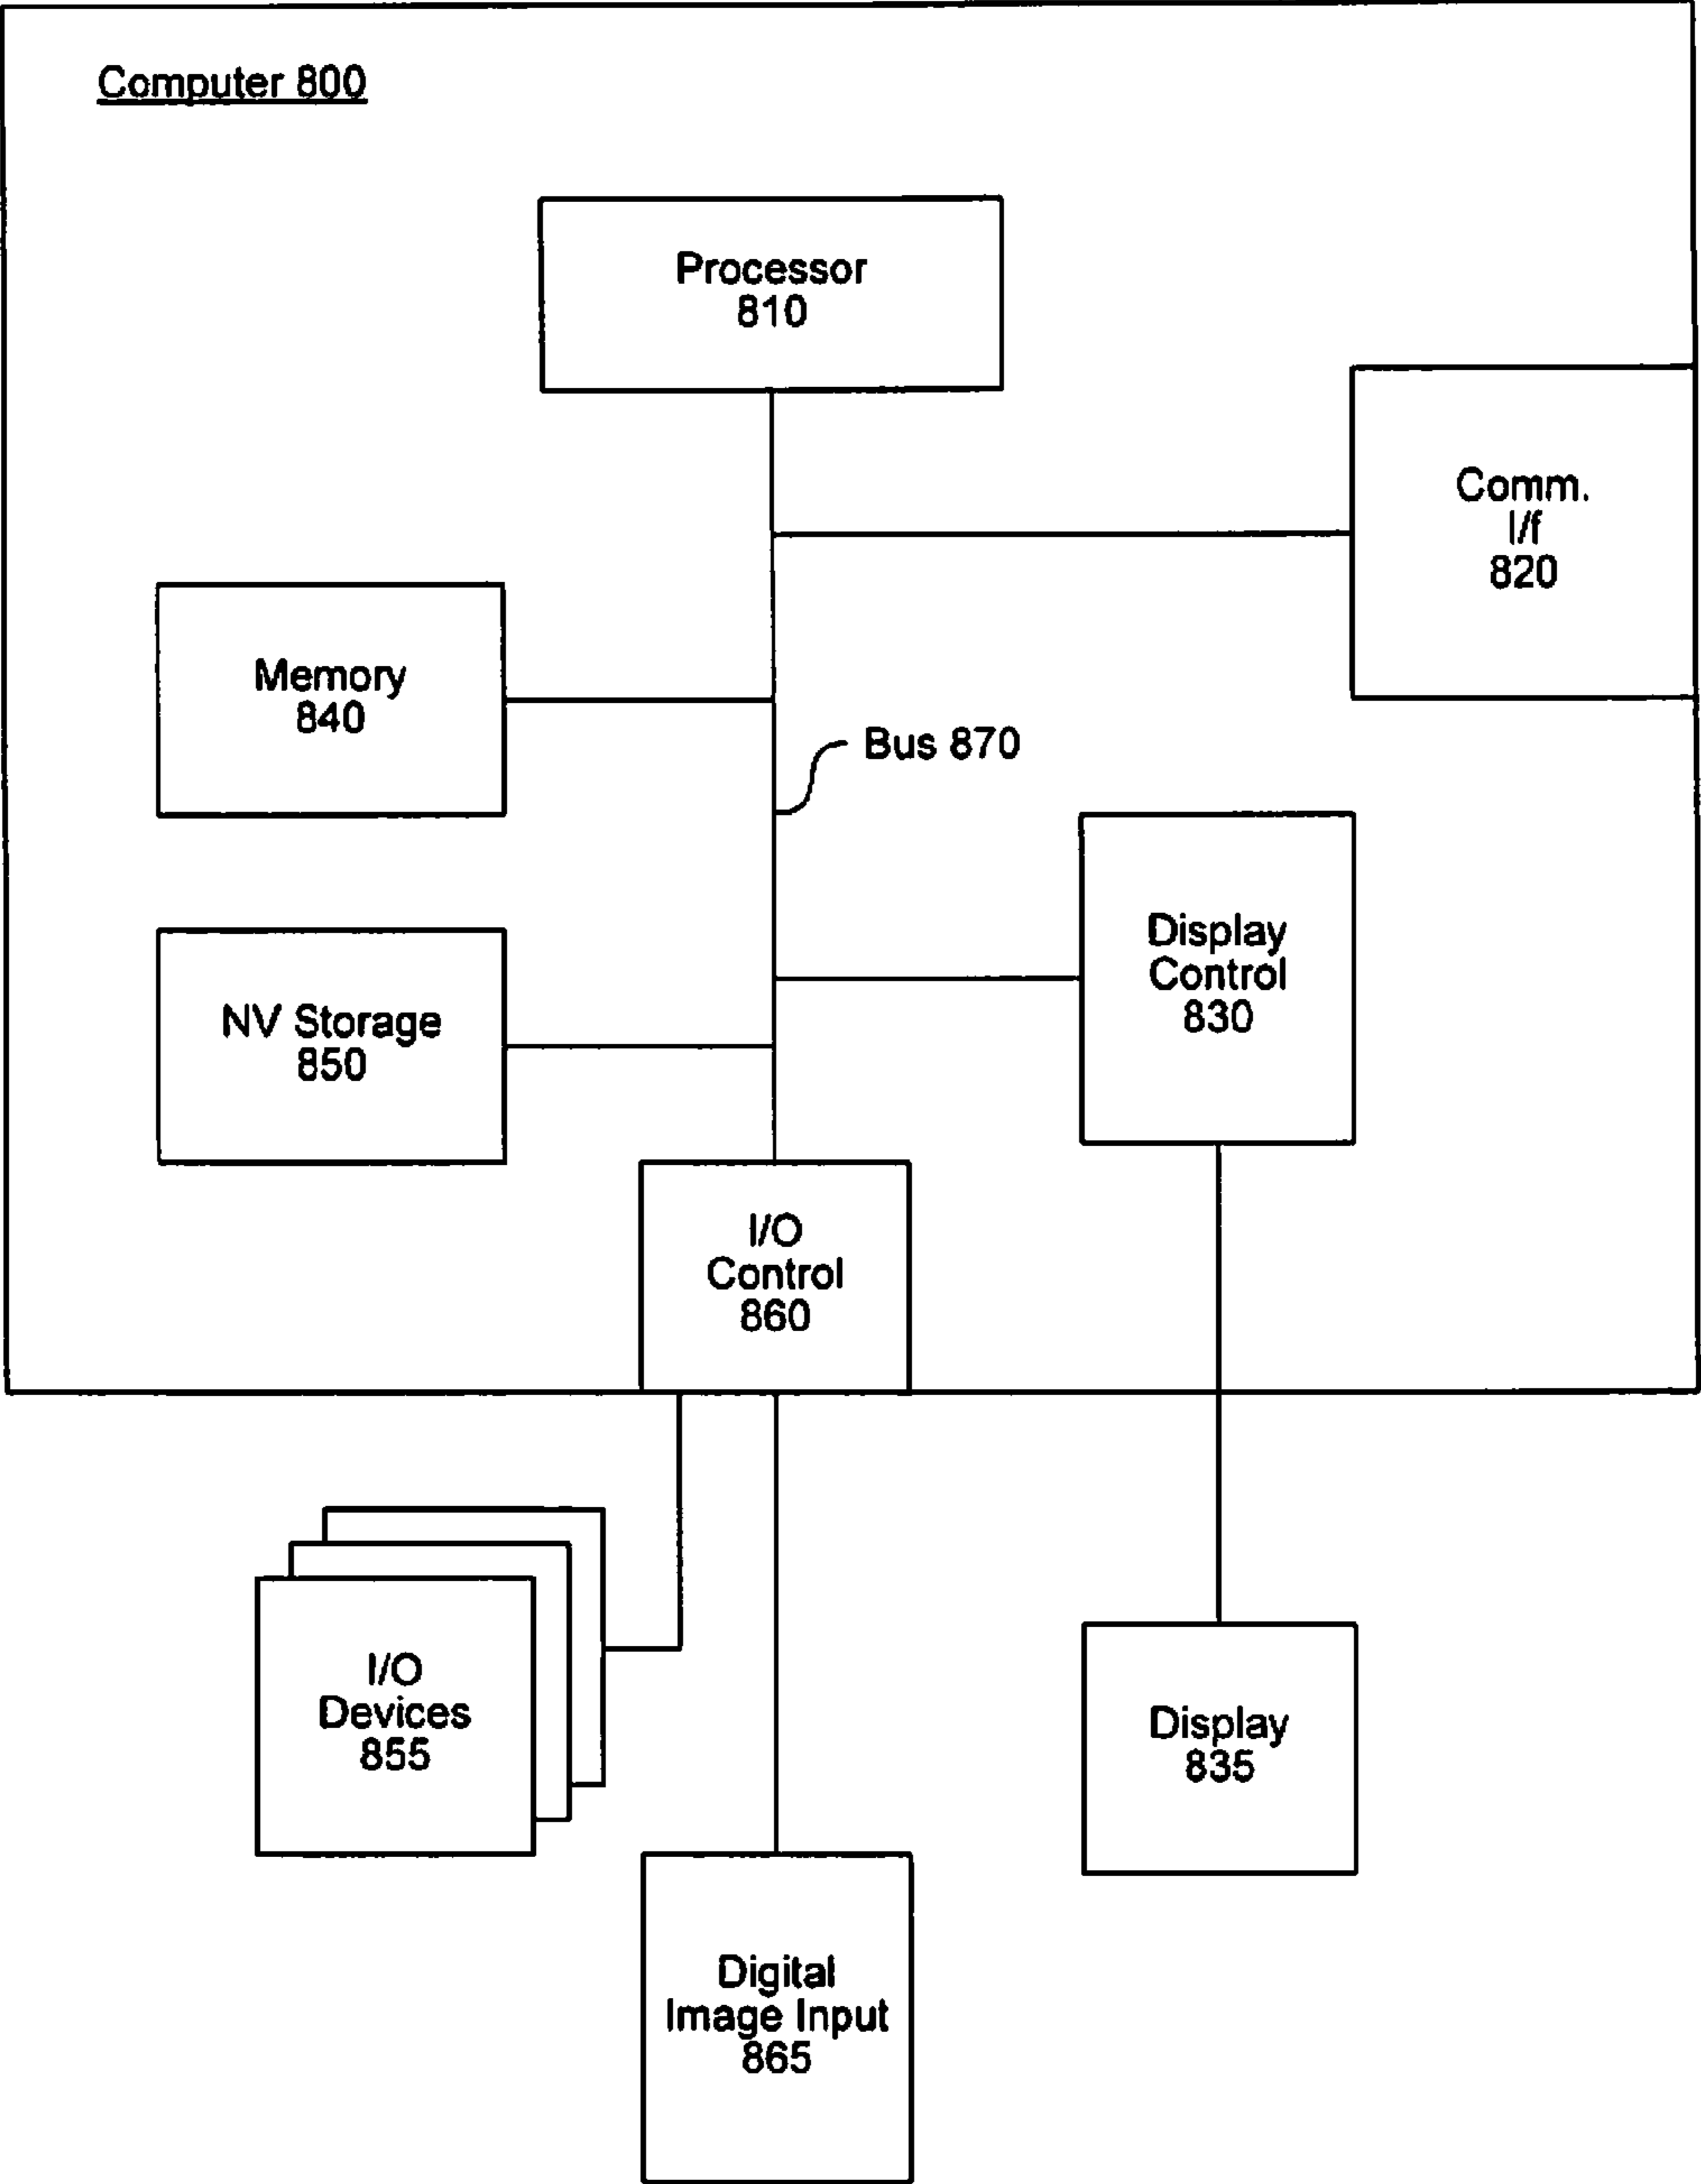 Computer 800
Processor
810
Comm.
I/f
820
Memory
840
Bus 870
Display
Control
830
NV Storage
850
I/O
Control
860
I/O
Devices
855
Display
835
Digital
Image Input
865